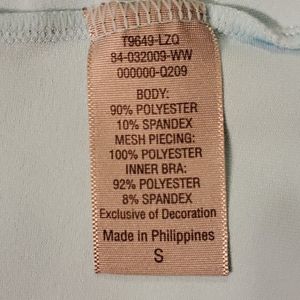 T9649-LZQ
84-032009-WW
000000-Q209
BODY:
90% POLYESTER
10% SPANDEX
MESH PIECING:
100% POLYESTER
INNER BRA:
92% POLYESTER
8% SPANDEX
Exclusive of Decoration
Made in Philippines
S